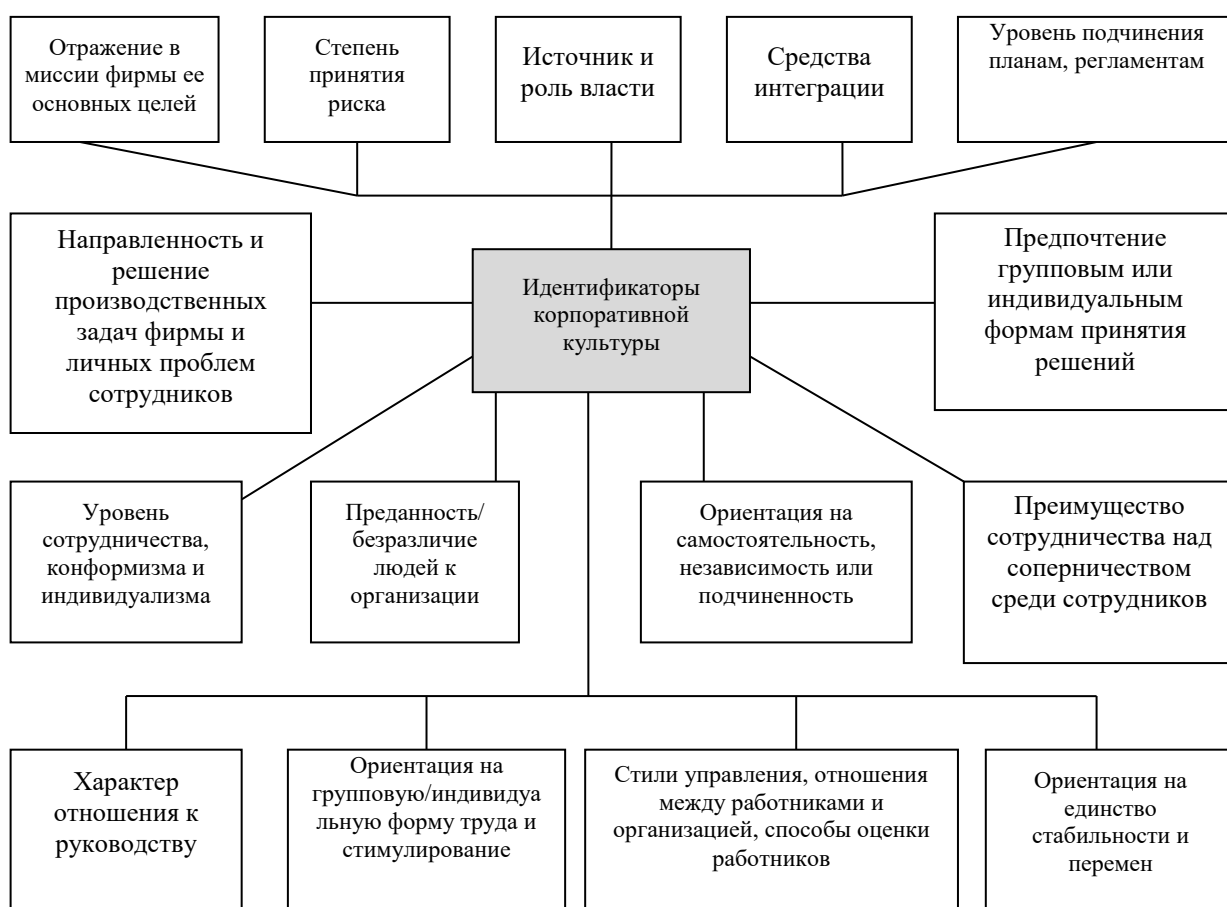 Отражение в
миссии фирмы ее
основных целей
Степень
принятия
риска
Источник и
роль власти
Средства
интеграции
Уровень подчинения
планам, регламентам
Направленность и
решение
производственных
задач фирмы и
личных проблем
сотрудников
Идентификаторы
корпоративной
культуры
Предпочтение
групповым или
индивидуальным
формам принятия
решений
Уровень
сотрудничества,
конформизма и
индивидуализма
Преданность/
безразличие
людей к
организации
Ориентация на
самостоятельность,
независимость или
подчиненность
Преимущество
сотрудничества над
соперничеством
среди сотрудников
Характер
отношения к
руководству
Ориентация на
групповую/индивидуа
льную форму труда и
стимулирование
Стили управления, отношения
между работниками и
организацией, способы оценки
работников
Ориентация на
единство
стабильности и
перемен